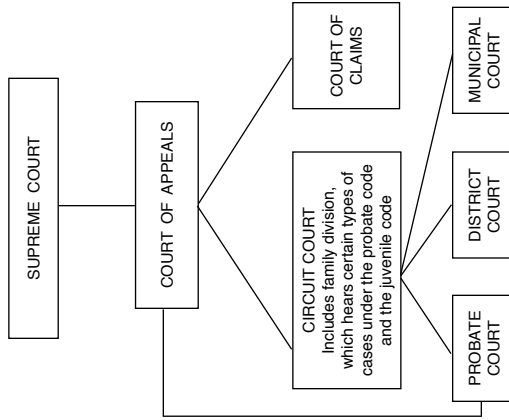 SUPREME COURT
COURT OF APPEALS
CIRCUIT COURT
Includes family division,
which hears certain types of
cases under the probate code
and the juvenile code
COURT OF
CLAIMS
PROBATE
COURT
DISTRICT
COURT
MUNICIPAL
COURT